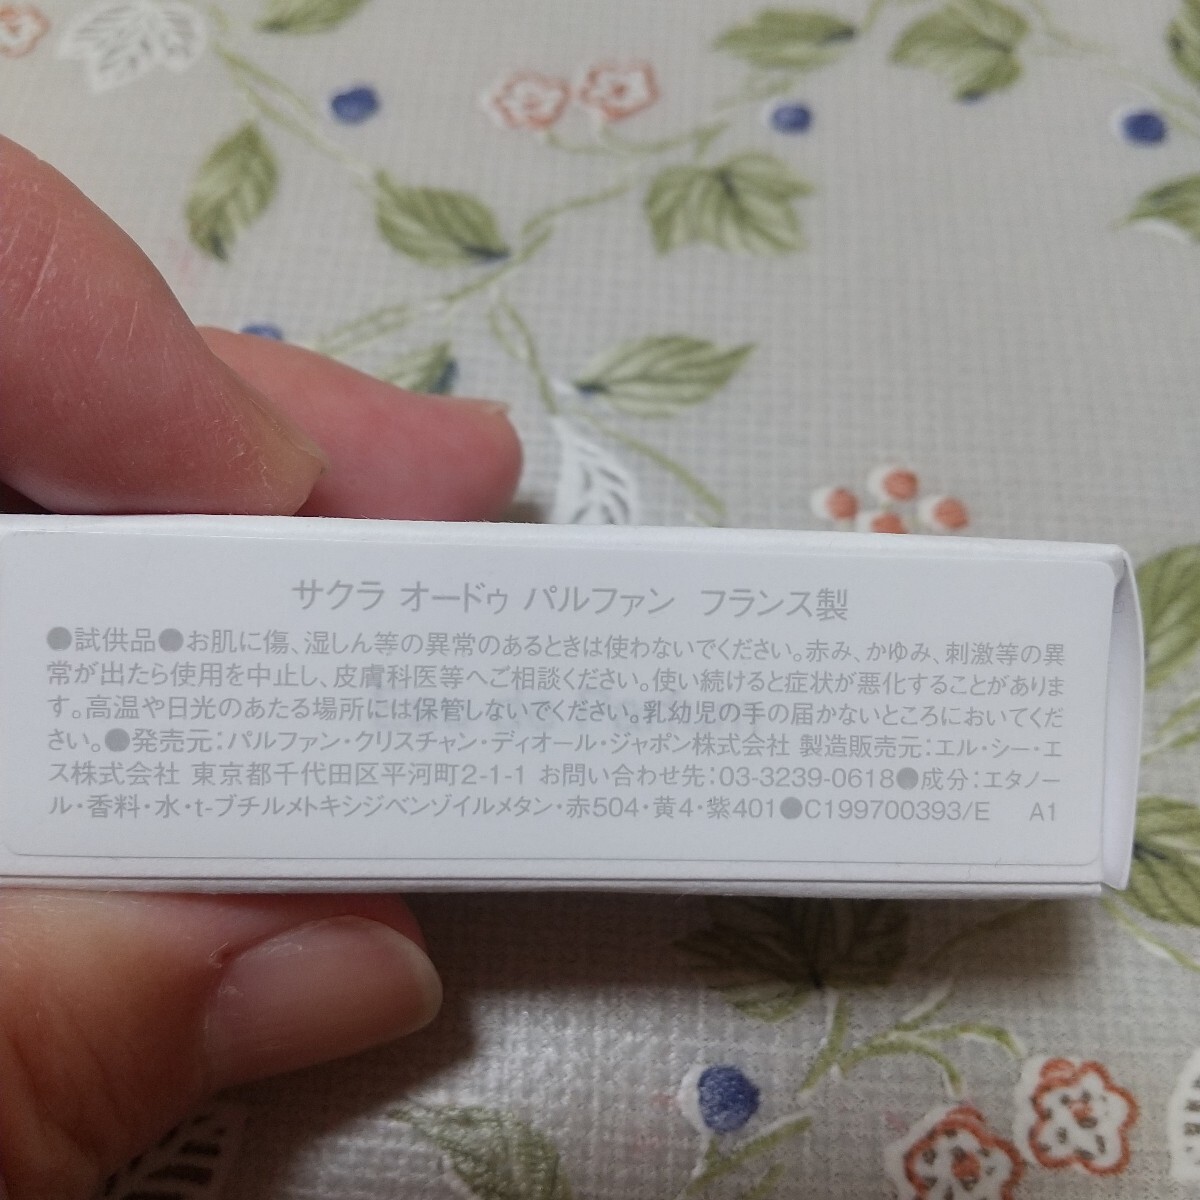 サクラ オードゥ パルファン フランス製
●試供品●お肌に傷、湿しん等の異常のあるときは使わないでください。赤み、かゆみ、刺激等の異
常が出たら使用を中止し、皮膚科医等へご相談ください。使い続けると症状が悪化することがありま
す。高温や日光のあたる場所には保管しないでください。乳幼児の手の届かないところにおいてくだ
さい。●発売元：パルファン・クリスチャン・ディオール・ジャポン株式会社 製造販売元：エル・シー・エ
ス株式会社 東京都千代田区平河町2-1-1 お問い合わせ先：03-3239-0618●成分：エタノー
ル・香料・水・t-ブチルメトキシジベンゾイルメタン・赤504・黄4・紫401●C199700393/E A1